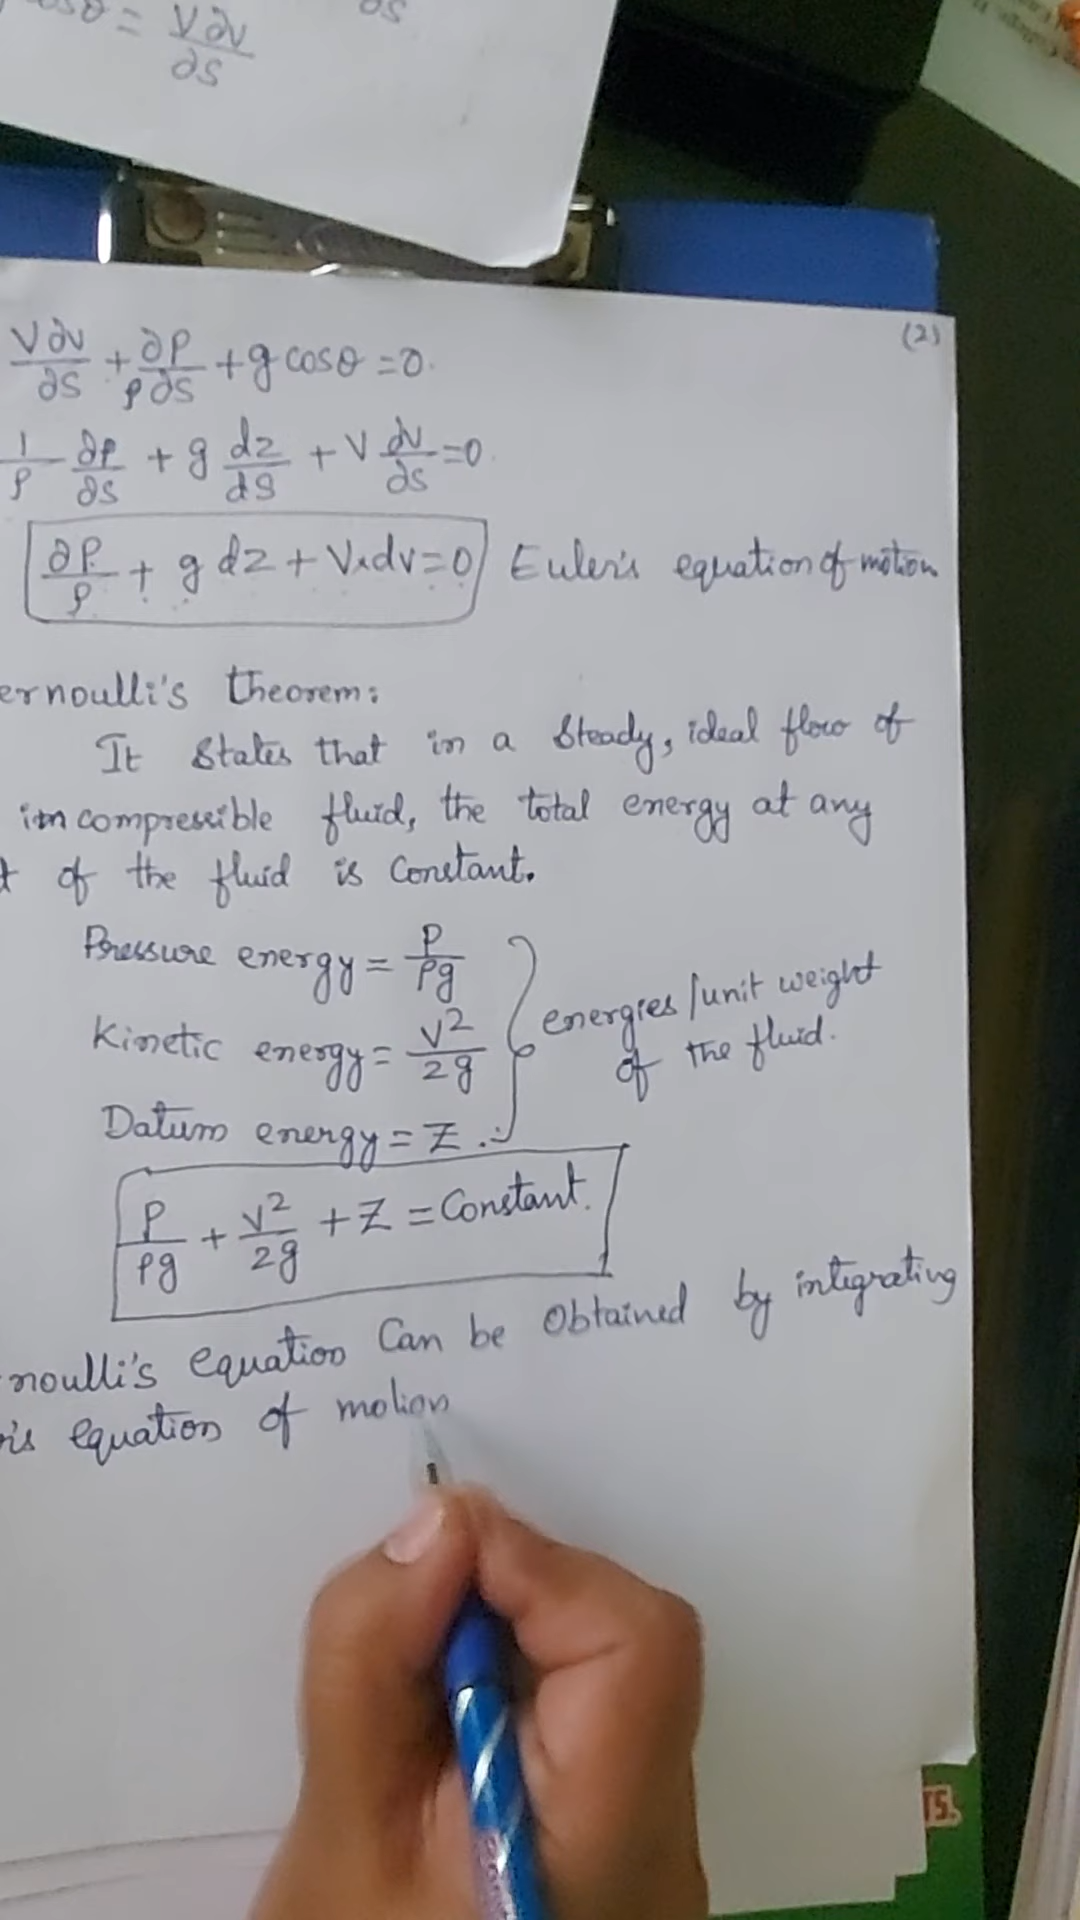 cosθ = V∂v/∂s
∂s
(2)
V∂v/∂s + ∂P/ρ∂s + g cosθ = 0.
1/ρ ∂P/∂s + g dz/ds + V dv/∂s = 0.
∂P/ρ + g dz + V×dv = 0 Euler's equation of motion
ernoulli's theorem:
It States that in a Steady, ideal flow of
incompressible fluid, the total energy at any
t of the fluid is Constant.
Pressure energy = P/ρg
Kinetic energy = V²/2g
energies/unit weight
of the fluid.
Datum energy = Z.
P/ρg + V²/2g + Z = Constant.
noulli's equation Can be Obtained by integrating
r's equation of motion
TS.